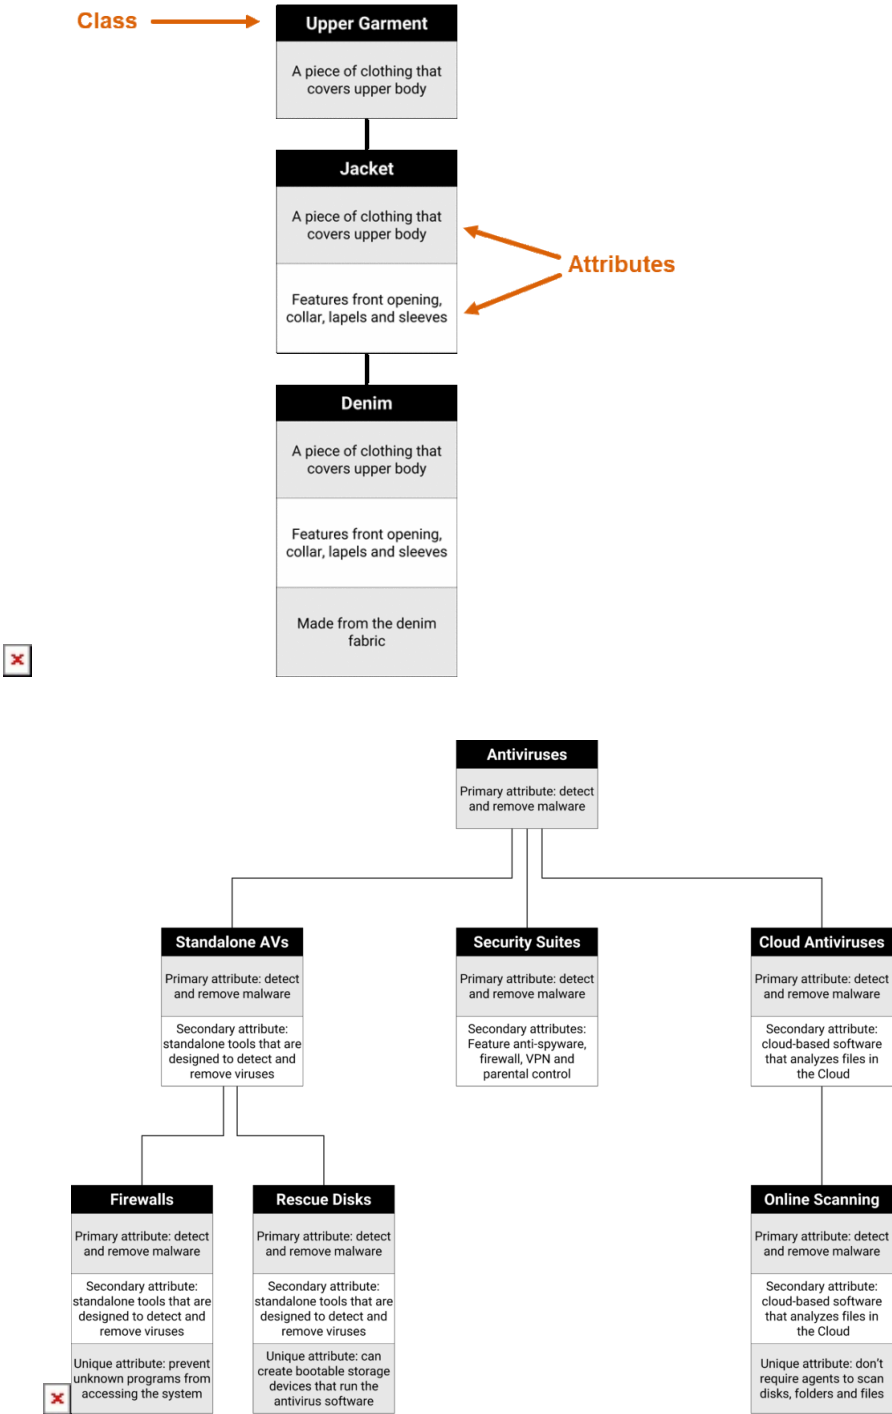 Class
Upper Garment
A piece of clothing that
covers upper body
Jacket
A piece of clothing that
covers upper body
Attributes
Features front opening,
collar, lapels and sleeves
Denim
A piece of clothing that
covers upper body
Features front opening,
collar, lapels and sleeves
Made from the denim
fabric
Antiviruses
Primary attribute: detect
and remove malware
Standalone AVs
Primary attribute: detect
and remove malware
Secondary attribute:
standalone tools that are
designed to detect and
remove viruses
Security Suites
Primary attribute: detect
and remove malware
Secondary attributes:
Feature anti-spyware,
firewall, VPN and
parental control
Cloud Antiviruses
Primary attribute: detect
and remove malware
Secondary attribute:
cloud-based software
that analyzes files in
the Cloud
Firewalls
Primary attribute: detect
and remove malware
Secondary attribute:
standalone tools that are
designed to detect and
remove viruses
Unique attribute: prevent
unknown programs from
accessing the system
Rescue Disks
Primary attribute: detect
and remove malware
Secondary attribute:
standalone tools that are
designed to detect and
remove viruses
Unique attribute: can
create bootable storage
devices that run the
antivirus software
Online Scanning
Primary attribute: detect
and remove malware
Secondary attribute:
cloud-based software
that analyzes files in
the Cloud
Unique attribute: don't
require agents to scan
disks, folders and files